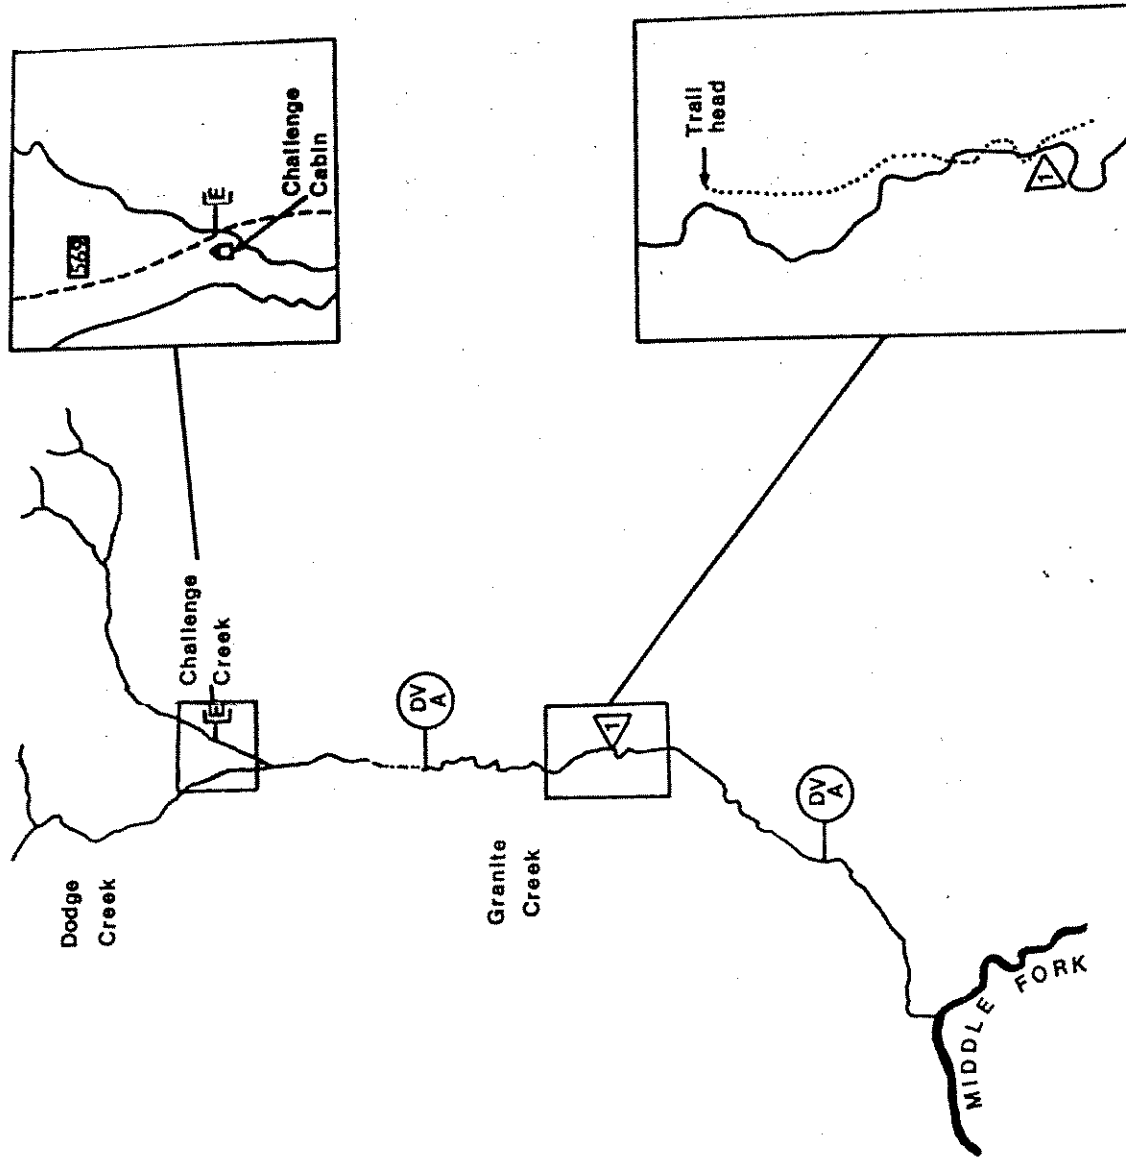 569
E
Challenge
Cabin
Trail
head
1
Challenge
Creek
E
DV
A
1
DV
A
Dodge
Creek
Granite
Creek
MIDDLE FORK